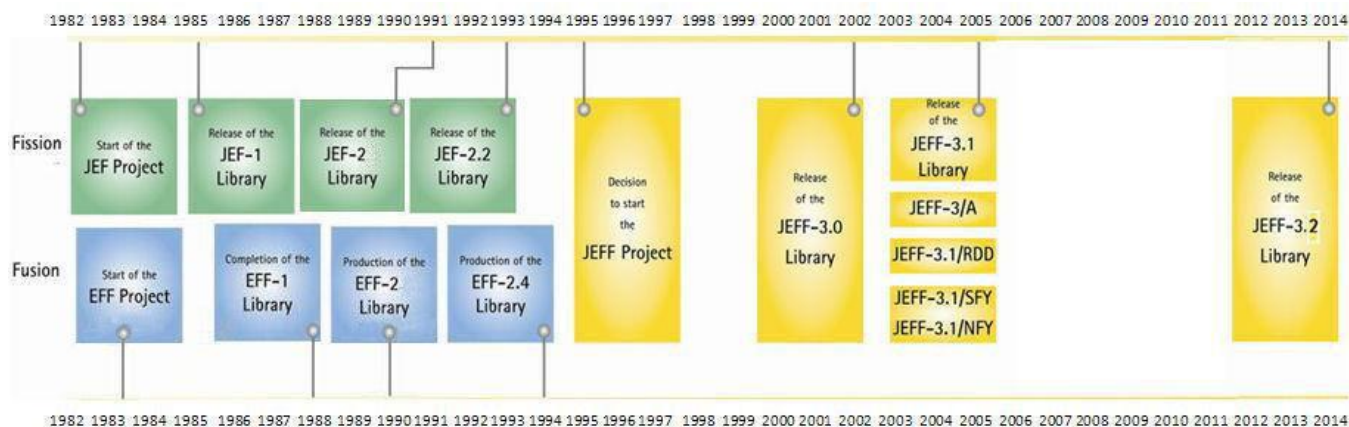 1982 1983 1984 1985 1986 1987 1988 1989 1990 1991 1992 1993 1994 1995 1996 1997 1998 1999 2000 2001 2002 2003 2004 2005 2006 2007 2008 2009 2010 2011 2012 2013 2014
Fission
Start of the
JEF Project
Release of the
JEF-1
Library
Release of the
JEF-2
Library
Release of the
JEF-2.2
Library
Fusion
Start of the
EFF Project
Completion of the
EFF-1
Library
Production of the
EFF-2
Library
Production of the
EFF-2.4
Library
Decision
to start
the
JEFF Project
Release
of the
JEFF-3.0
Library
Release
of the
JEFF-3.1
Library
JEFF-3/A
JEFF-3.1/RDD
JEFF-3.1/SFY
JEFF-3.1/NFY
Release
of the
JEFF-3.2
Library
1982 1983 1984 1985 1986 1987 1988 1989 1990 1991 1992 1993 1994 1995 1996 1997 1998 1999 2000 2001 2002 2003 2004 2005 2006 2007 2008 2009 2010 2011 2012 2013 2014